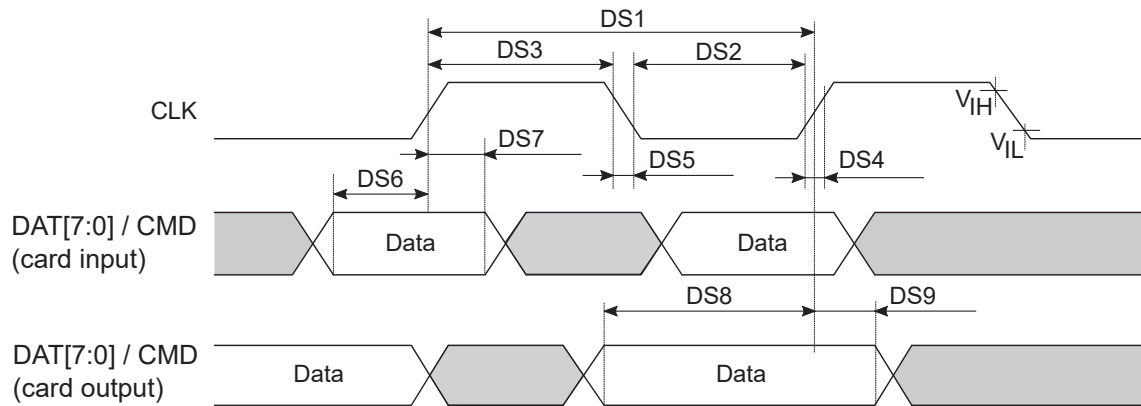 DS1
DS3 DS2
CLK
VIH
VIL
DS7
DS5 DS4
DS6
DAT[7:0] / CMD
(card input)
Data Data
DS8 DS9
DAT[7:0] / CMD
(card output)
Data Data